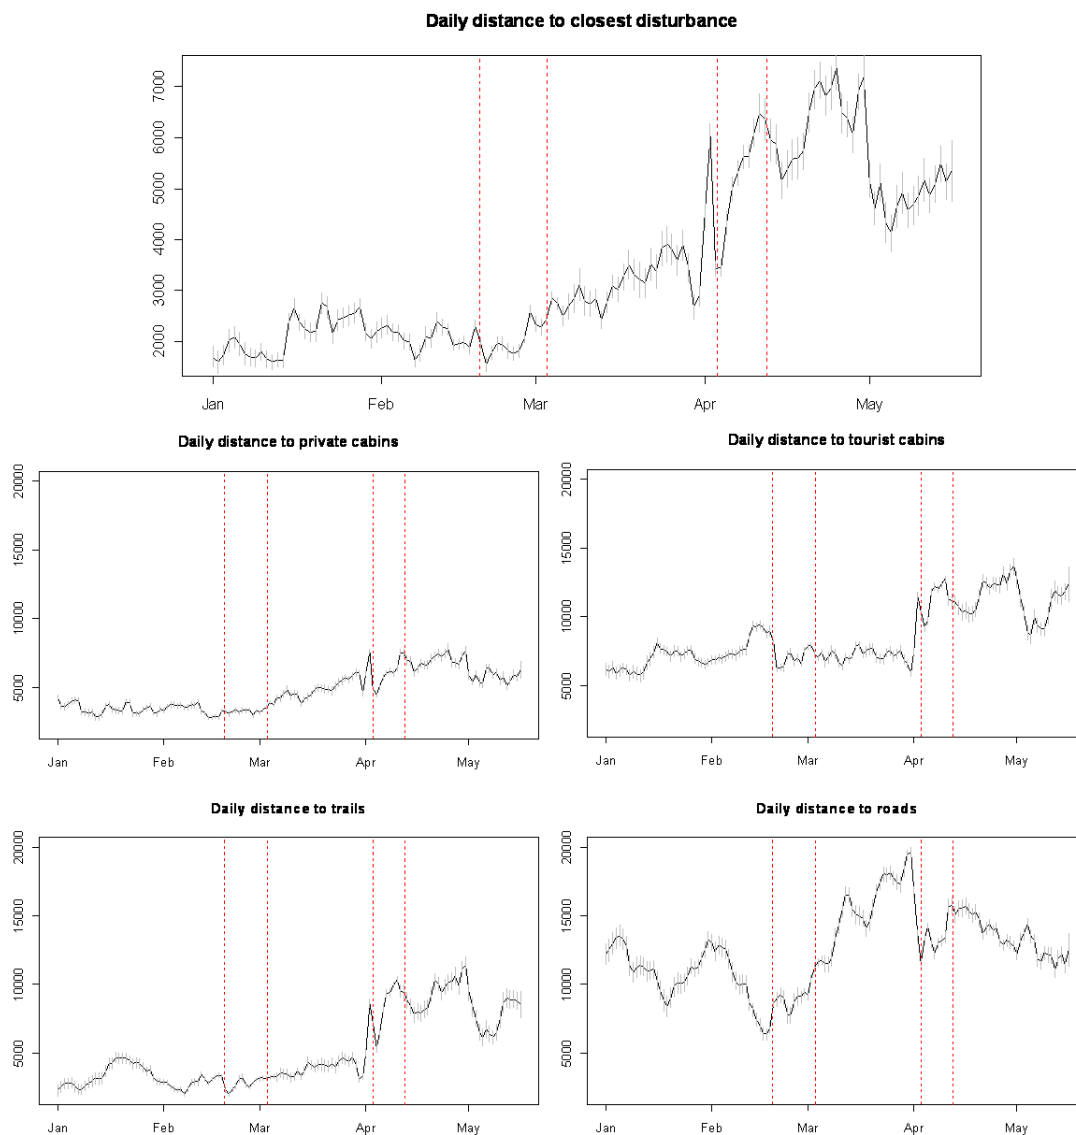 Daily distance to closest disturbance
7000
6000
5000
4000
3000
2000
Jan Feb Mar Apr May
Daily distance to private cabins
20000
15000
10000
5000
Jan Feb Mar Apr May
Daily distance to tourist cabins
20000
15000
10000
5000
Jan Feb Mar Apr May
Daily distance to trails
20000
15000
10000
5000
Jan Feb Mar Apr May
Daily distance to roads
20000
15000
10000
5000
Jan Feb Mar Apr May